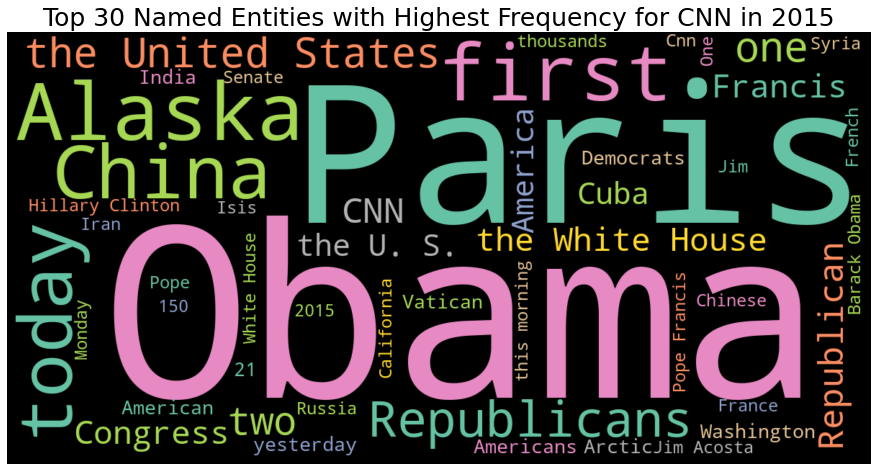 Top 30 Named Entities with Highest Frequency for CNN in 2015
the United States
first
thousands
Cnn
One
one
Syria
India
Senate
Alaska
Paris
Francis
French
China
America
Democrats
Jim
Cuba
CNN
Hillary Clinton
Isis
Iran
the U. S.
the White House
Obama
today
Pope
150
White House
2015
California
Vatican
this morning
Pope Francis
Chinese
Republican
Barack Obama
Monday
21
American
Congress
two
Russia
yesterday
Republicans
France
Washington
Americans
Arctic
Jim Acosta